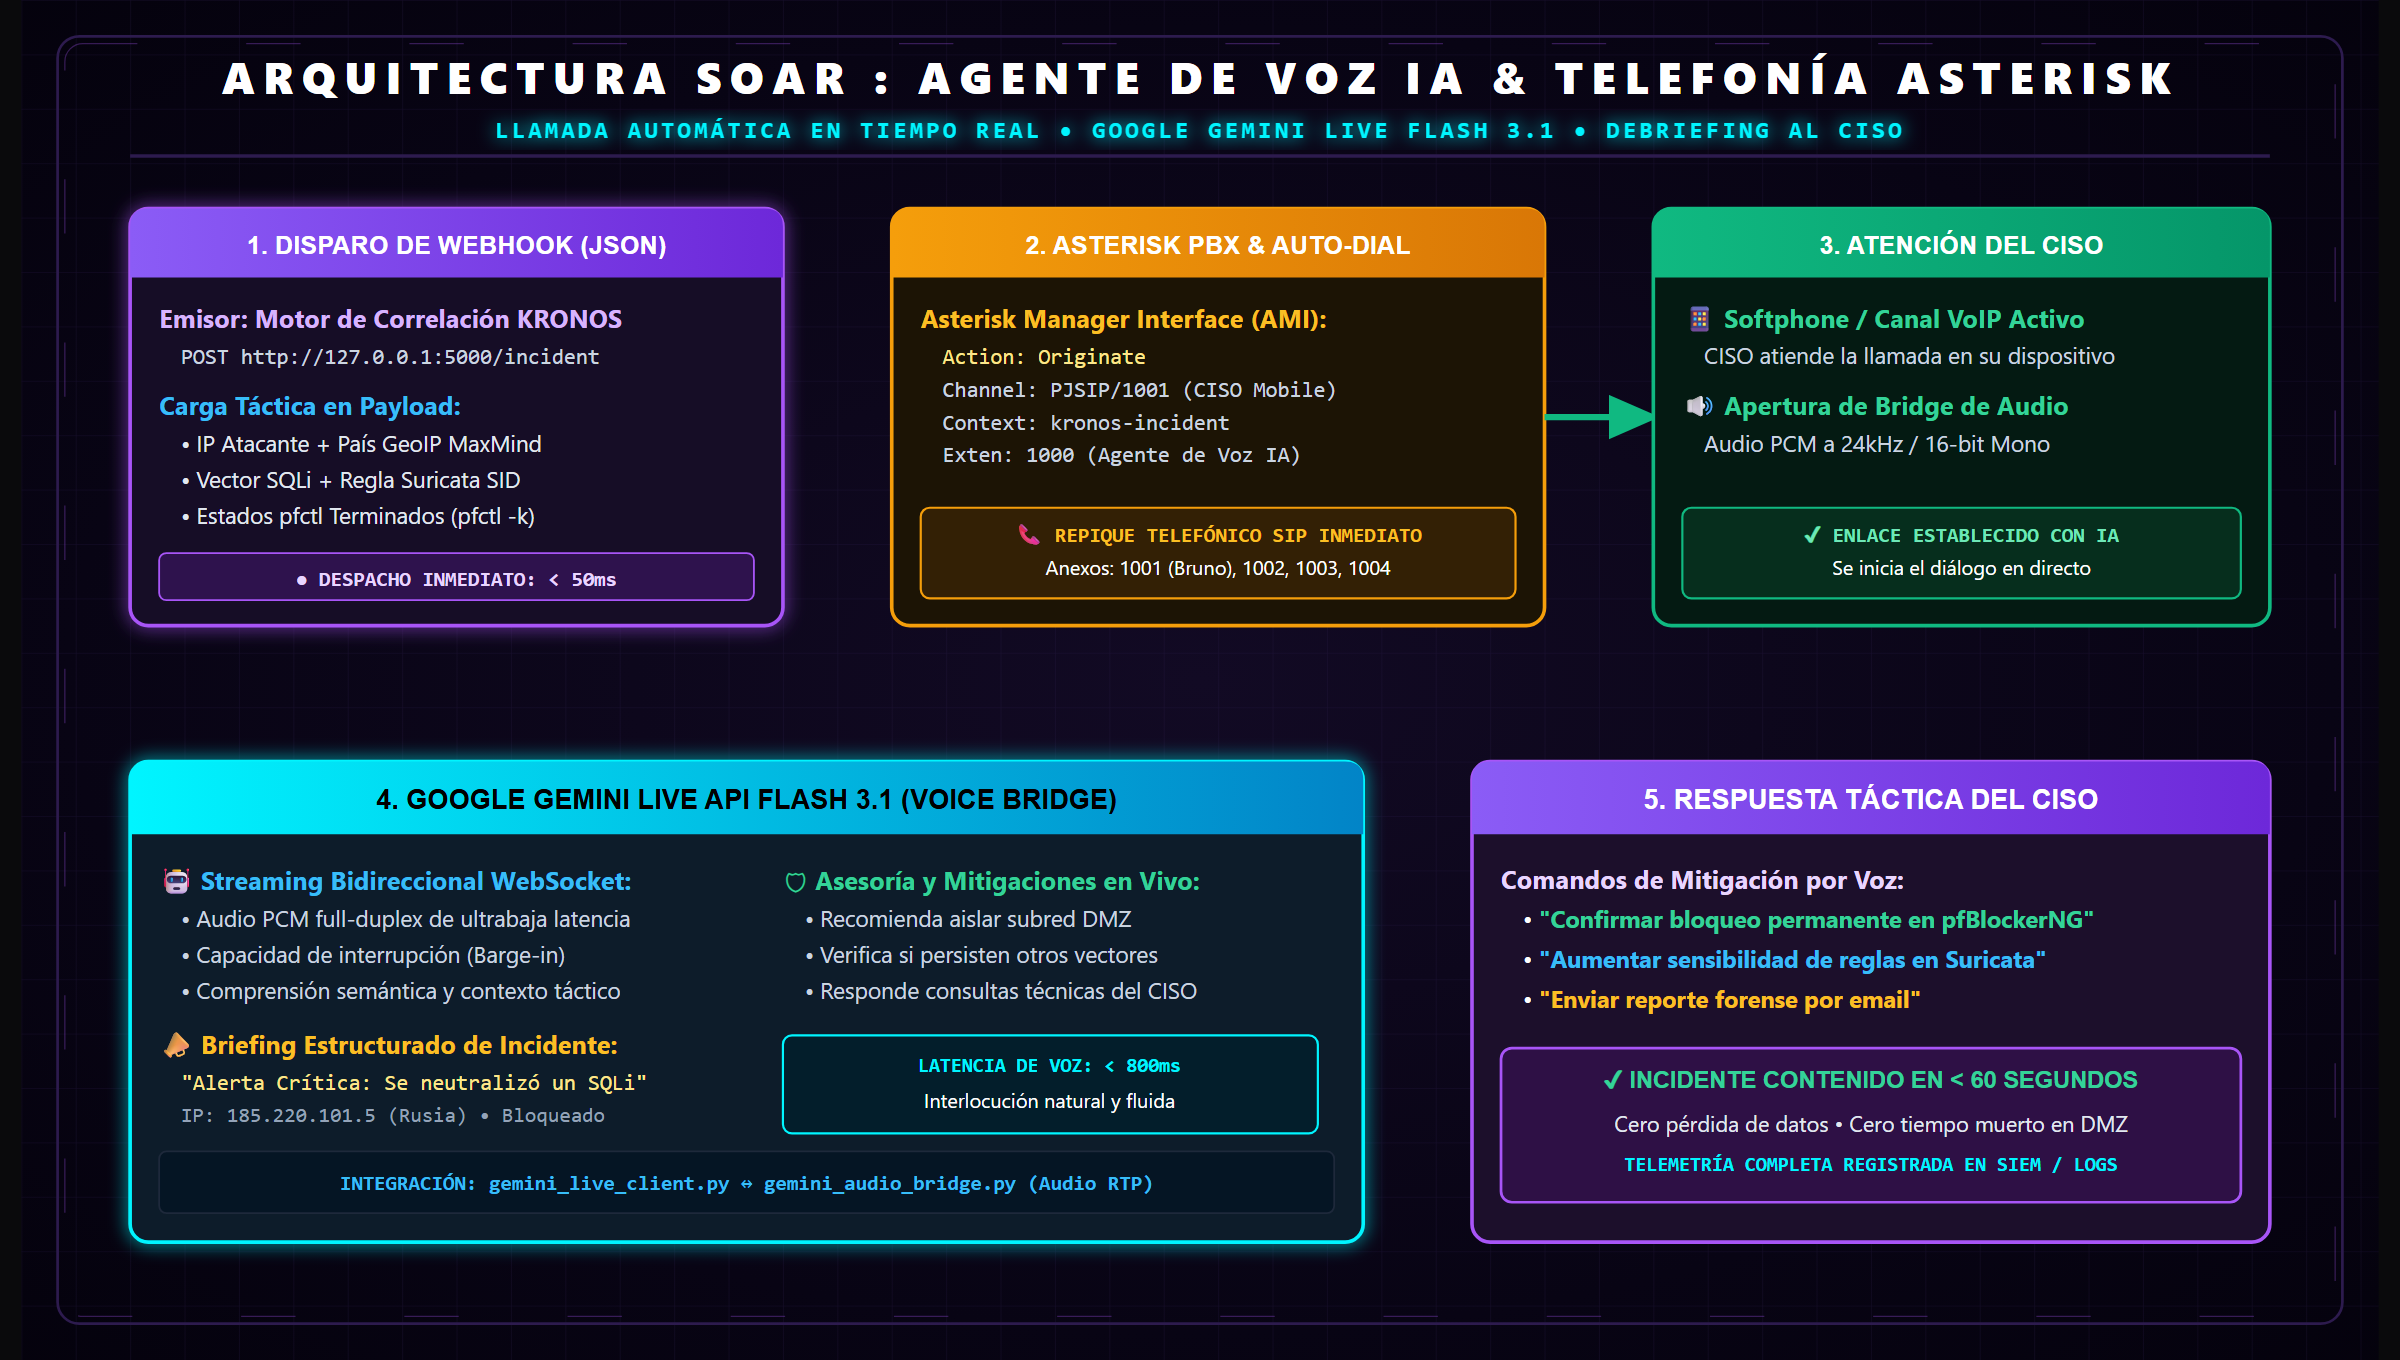 ARQUITECTURA SOAR : AGENTE DE VOZ IA & TELEFONÍA ASTERISK
LLAMADA AUTOMÁTICA EN TIEMPO REAL • GOOGLE GEMINI LIVE FLASH 3.1 • DEBRIEFING AL CISO
1. DISPARO DE WEBHOOK (JSON)
Emisor: Motor de Correlación KRONOS
POST http://127.0.0.1:5000/incident
Carga Táctica en Payload:
• IP Atacante + País GeoIP MaxMind
• Vector SQLi + Regla Suricata SID
• Estados pfctl Terminados (pfctl -k)
● DESPACHO INMEDIATO: < 50ms
2. ASTERISK PBX & AUTO-DIAL
Asterisk Manager Interface (AMI):
Action: Originate
Channel: PJSIP/1001 (CISO Mobile)
Context: kronos-incident
Exten: 1000 (Agente de Voz IA)
📞 REPIQUE TELEFÓNICO SIP INMEDIATO
Anexos: 1001 (Bruno), 1002, 1003, 1004
3. ATENCIÓN DEL CISO
📱 Softphone / Canal VoIP Activo
CISO atiende la llamada en su dispositivo
🔊 Apertura de Bridge de Audio
Audio PCM a 24kHz / 16-bit Mono
✔ ENLACE ESTABLECIDO CON IA
Se inicia el diálogo en directo
4. GOOGLE GEMINI LIVE API FLASH 3.1 (VOICE BRIDGE)
🤖 Streaming Bidireccional WebSocket:
• Audio PCM full-duplex de ultrabaja latencia
• Capacidad de interrupción (Barge-in)
• Comprensión semántica y contexto táctico
📣 Briefing Estructurado de Incidente:
"Alerta Crítica: Se neutralizó un SQLi"
IP: 185.220.101.5 (Rusia) • Bloqueado
🛡 Asesoría y Mitigaciones en Vivo:
• Recomienda aislar subred DMZ
• Verifica si persisten otros vectores
• Responde consultas técnicas del CISO
LATENCIA DE VOZ: < 800ms
Interlocución natural y fluida
INTEGRACIÓN: gemini_live_client.py ↔ gemini_audio_bridge.py (Audio RTP)
5. RESPUESTA TÁCTICA DEL CISO
Comandos de Mitigación por Voz:
• "Confirmar bloqueo permanente en pfBlockerNG"
• "Aumentar sensibilidad de reglas en Suricata"
• "Enviar reporte forense por email"
✔ INCIDENTE CONTENIDO EN < 60 SEGUNDOS
Cero pérdida de datos • Cero tiempo muerto en DMZ
TELEMETRÍA COMPLETA REGISTRADA EN SIEM / LOGS